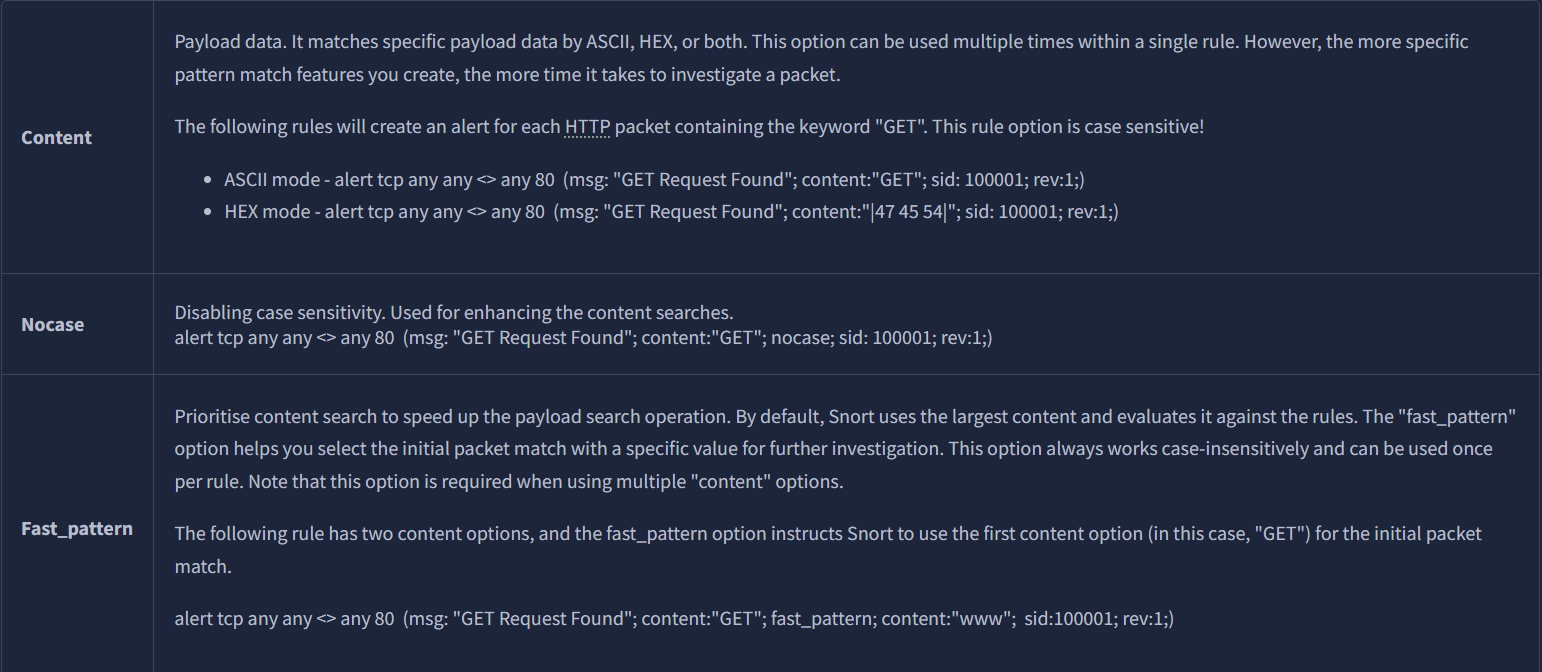 Payload data. It matches specific payload data by ASCII, HEX, or both. This option can be used multiple times within a single rule. However, the more specific
pattern match features you create, the more time it takes to investigate a packet.
The following rules will create an alert for each HTTP packet containing the keyword "GET". This rule option is case sensitive!
Content
• ASCII mode - alert tcp any any <> any 80  (msg: "GET Request Found"; content:"GET"; sid: 100001; rev:1;)
• HEX mode - alert tcp any any <> any 80  (msg: "GET Request Found"; content:"|47 45 54|"; sid: 100001; rev:1;)
Nocase
Disabling case sensitivity. Used for enhancing the content searches.
alert tcp any any <> any 80  (msg: "GET Request Found"; content:"GET"; nocase; sid: 100001; rev:1;)
Prioritise content search to speed up the payload search operation. By default, Snort uses the largest content and evaluates it against the rules. The "fast_pattern"
option helps you select the initial packet match with a specific value for further investigation. This option always works case-insensitively and can be used once
per rule. Note that this option is required when using multiple "content" options.
Fast_pattern
The following rule has two content options, and the fast_pattern option instructs Snort to use the first content option (in this case, "GET") for the initial packet
match.
alert tcp any any <> any 80  (msg: "GET Request Found"; content:"GET"; fast_pattern; content:"www";  sid:100001; rev:1;)